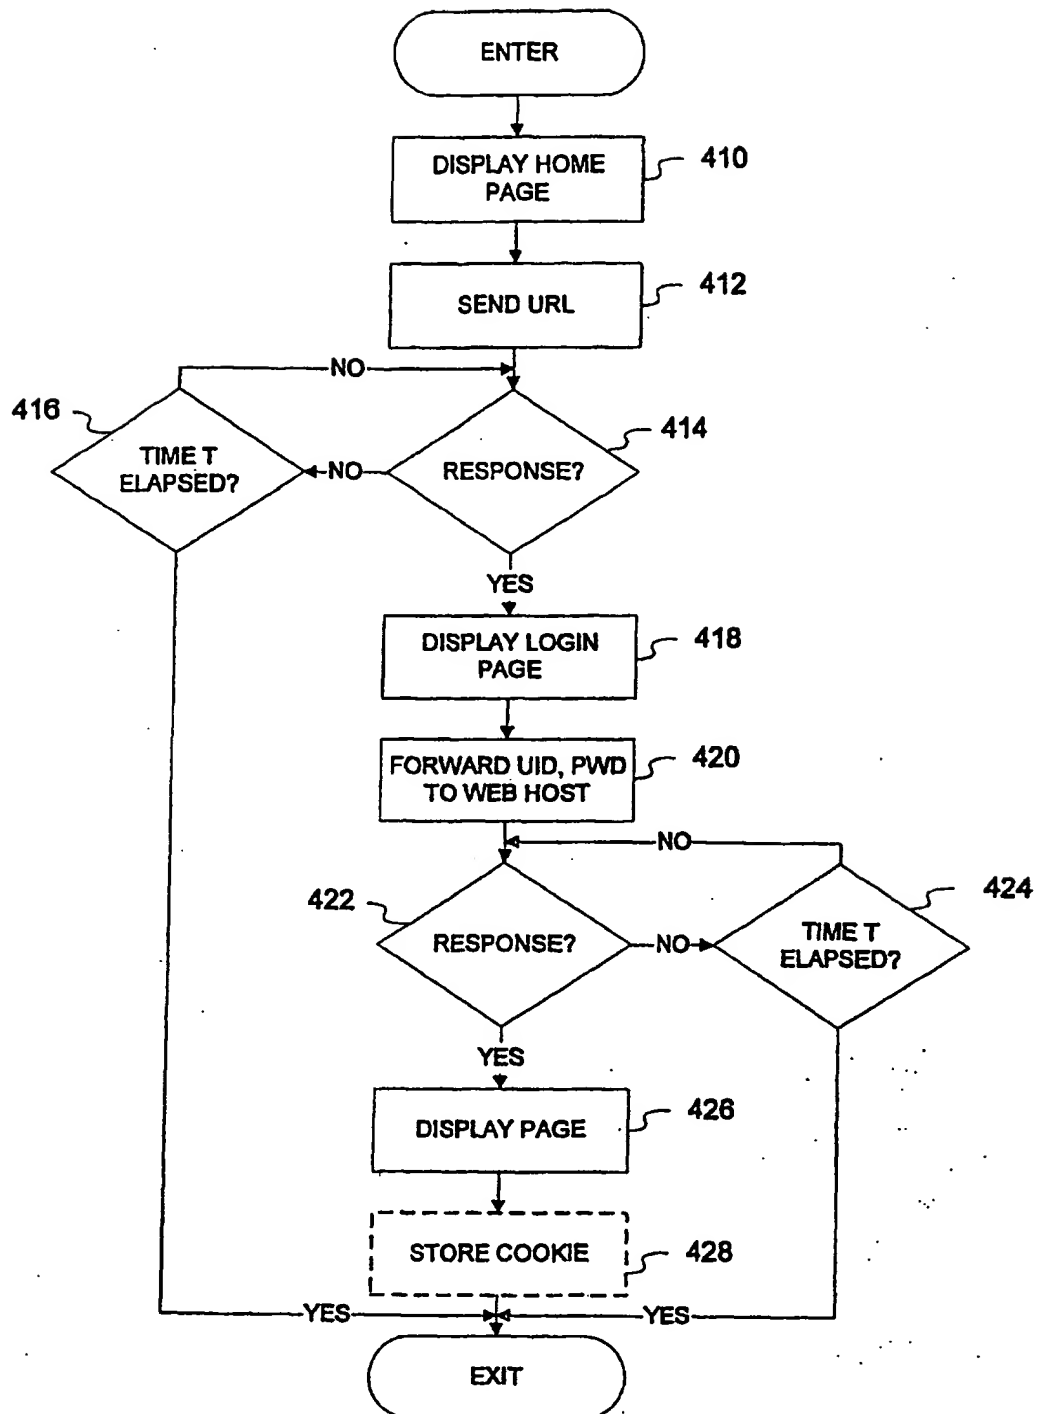 ENTER
DISPLAY HOME
PAGE
410
SEND URL
412
NO
416
TIME T
ELAPSED?
NO
RESPONSE?
414
YES
DISPLAY LOGIN
PAGE
418
FORWARD UID, PWD
TO WEB HOST
420
NO
422
RESPONSE?
NO
TIME T
ELAPSED?
424
YES
DISPLAY PAGE
426
STORE COOKIE
428
YES
YES
EXIT